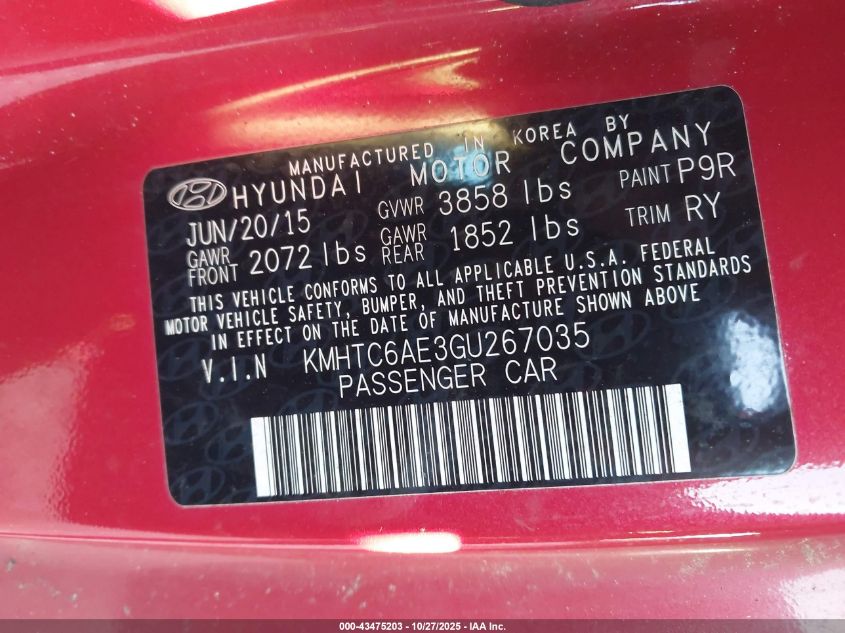 MANUFACTURED IN KOREA BY
HYUNDAI MOTOR COMPANY
JUN/20/15 GVWR 3858 lbs PAINT P9R
GAWR FRONT 2072 lbs GAWR REAR 1852 lbs TRIM RY
THIS VEHICLE CONFORMS TO ALL APPLICABLE U.S.A. FEDERAL
MOTOR VEHICLE SAFETY, BUMPER, AND THEFT PREVENTION STANDARDS
IN EFFECT ON THE DATE OF MANUFACTURE SHOWN ABOVE
V.I.N KMHTC6AE3GU267035
PASSENGER CAR
000-43475203 - 10/27/2025 - IAA Inc.